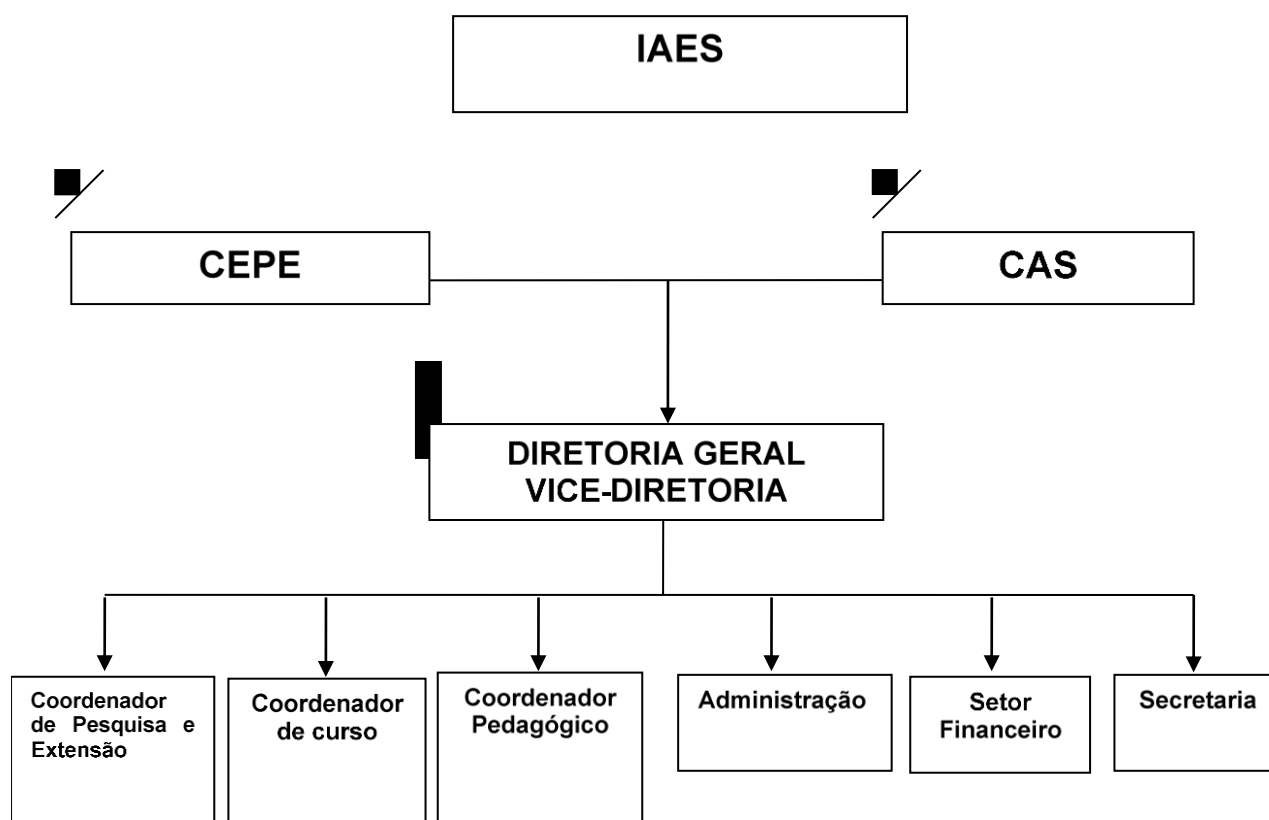 IAES
CEPE
CAS
DIRETORIA GERAL
VICE-DIRETORIA
Coordenador
de Pesquisa e
Extensão
Coordenador
de curso
Coordenador
Pedagógico
Administração
Setor
Financeiro
Secretaria